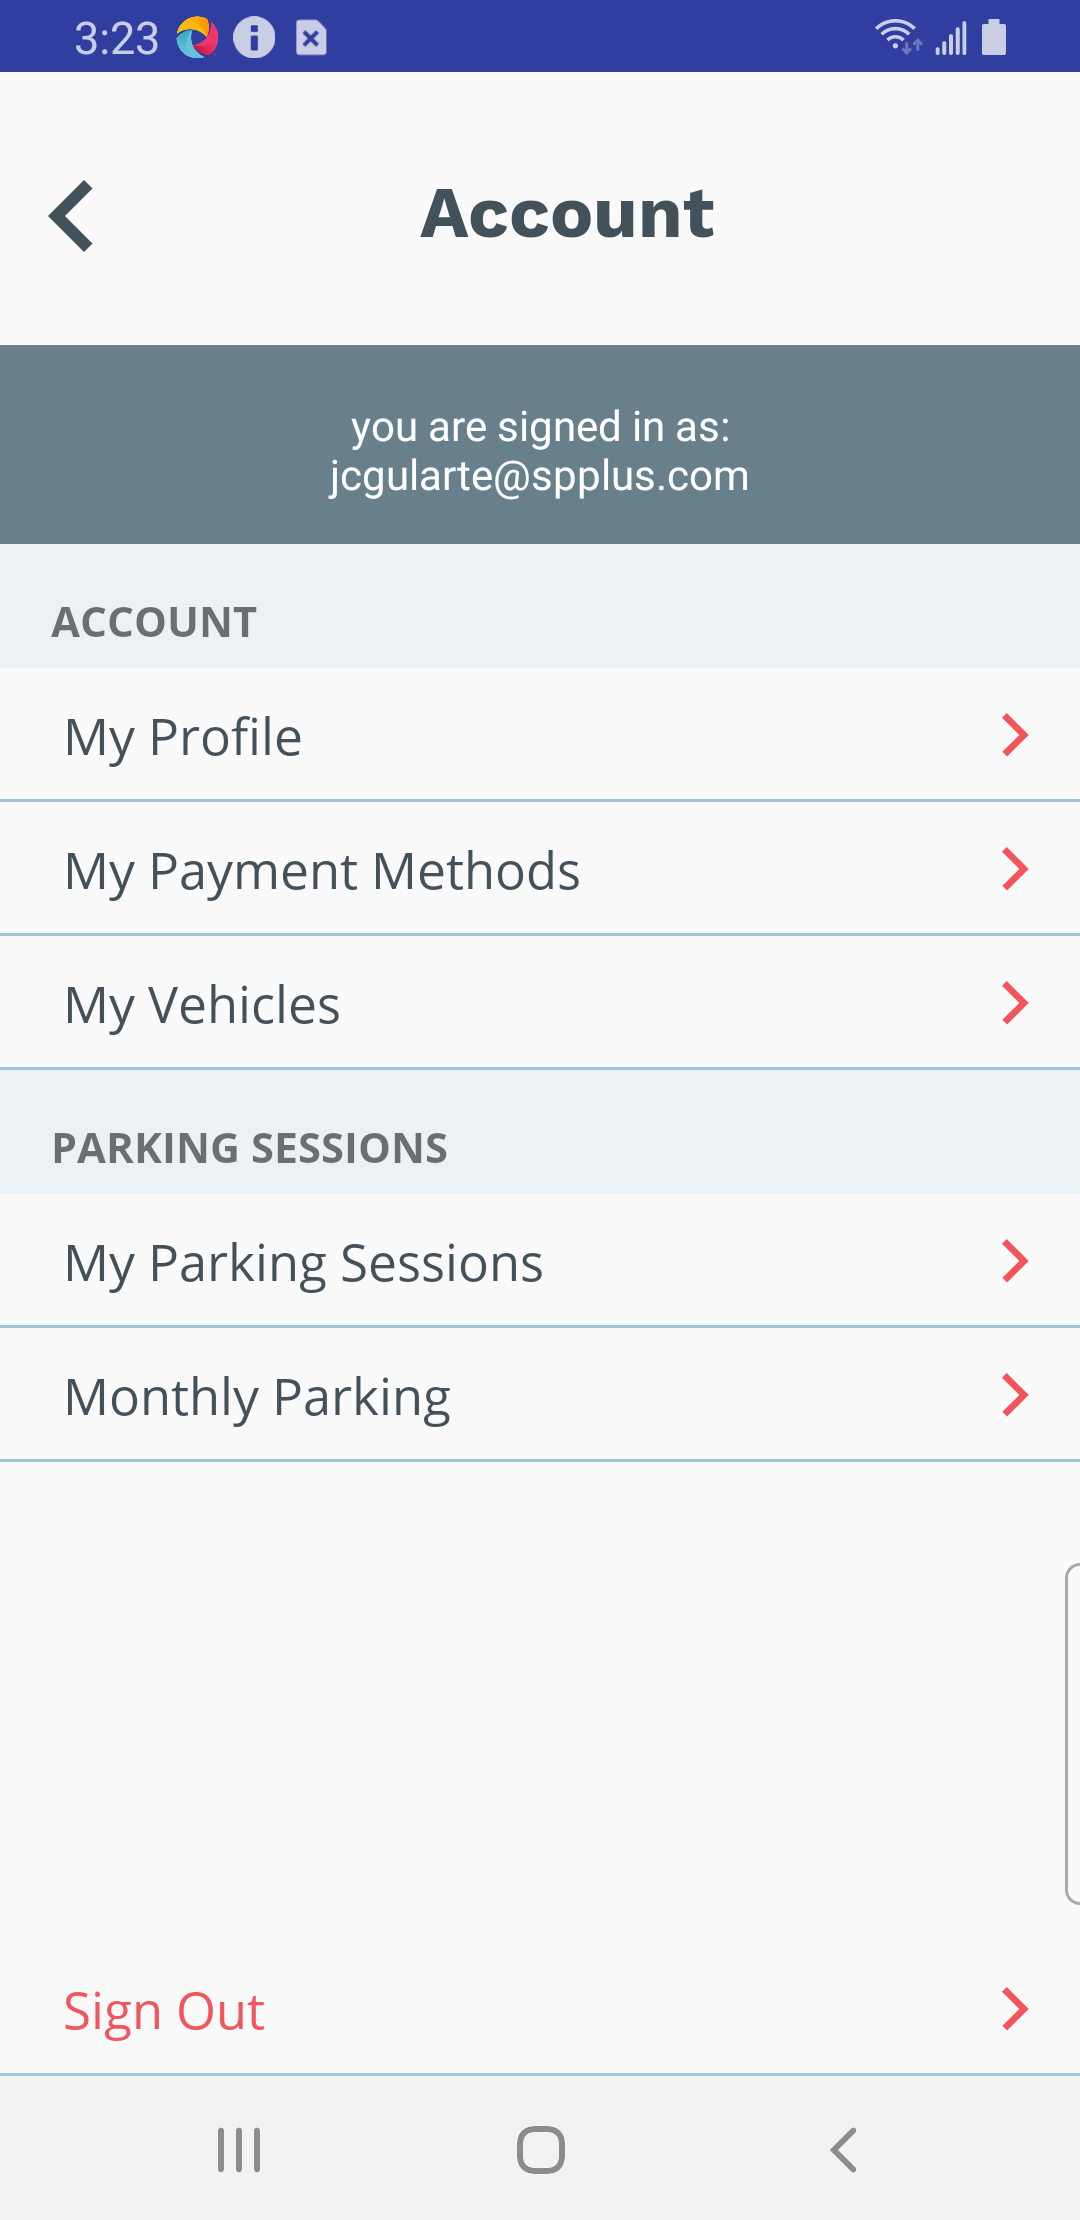 3:23
Account
you are signed in as:
jcgularte@spplus.com
ACCOUNT
My Profile
My Payment Methods
My Vehicles
PARKING SESSIONS
My Parking Sessions
Monthly Parking
Sign Out